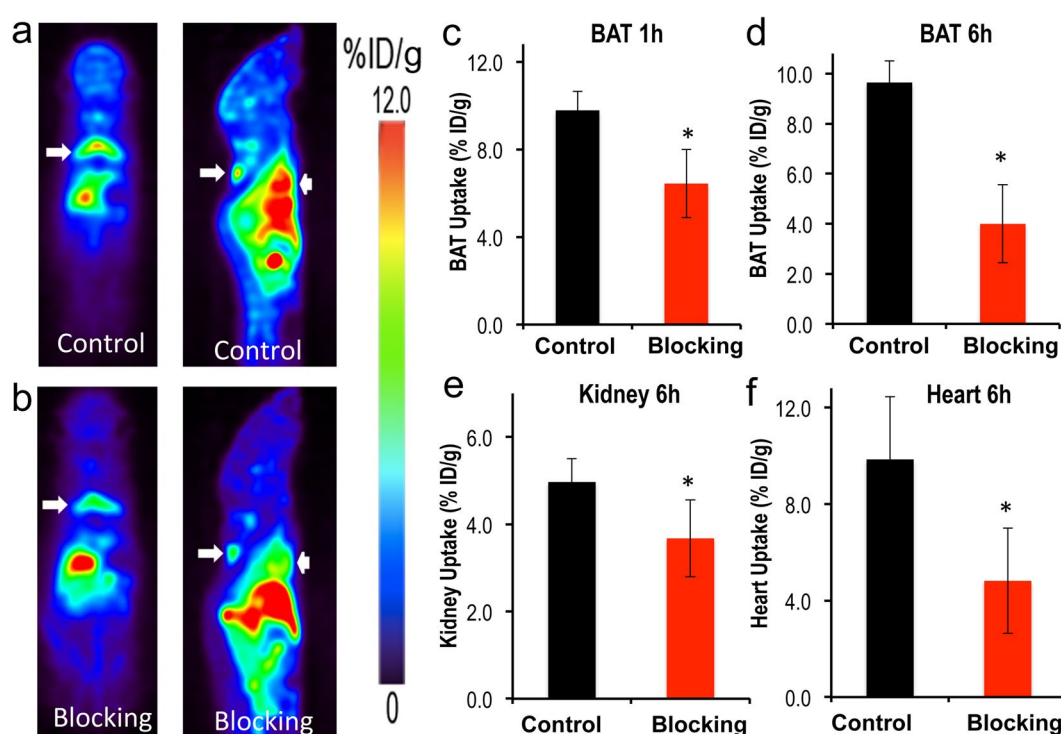 a
Control
Control
%ID/g
12.0
0
b
Blocking
Blocking
c
BAT 1h
BAT Uptake (% ID/g)
12.0
8.0
4.0
0.0
*
Control Blocking
d
BAT 6h
BAT Uptake (% ID/g)
10.0
8.0
6.0
4.0
2.0
0.0
*
Control Blocking
e
Kidney 6h
Kidney Uptake (% ID/g)
6.0
4.0
2.0
0.0
*
Control Blocking
f
Heart 6h
Heart Uptake (% ID/g)
12.0
8.0
4.0
0.0
*
Control Blocking